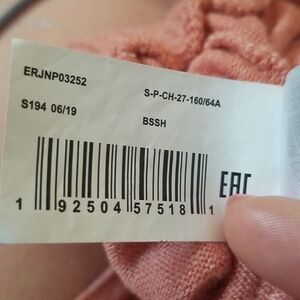 ERJNP03252
S-P-CH-27-160/64A
S194 06/19
BSSH
EAC
1 92504 57518 1